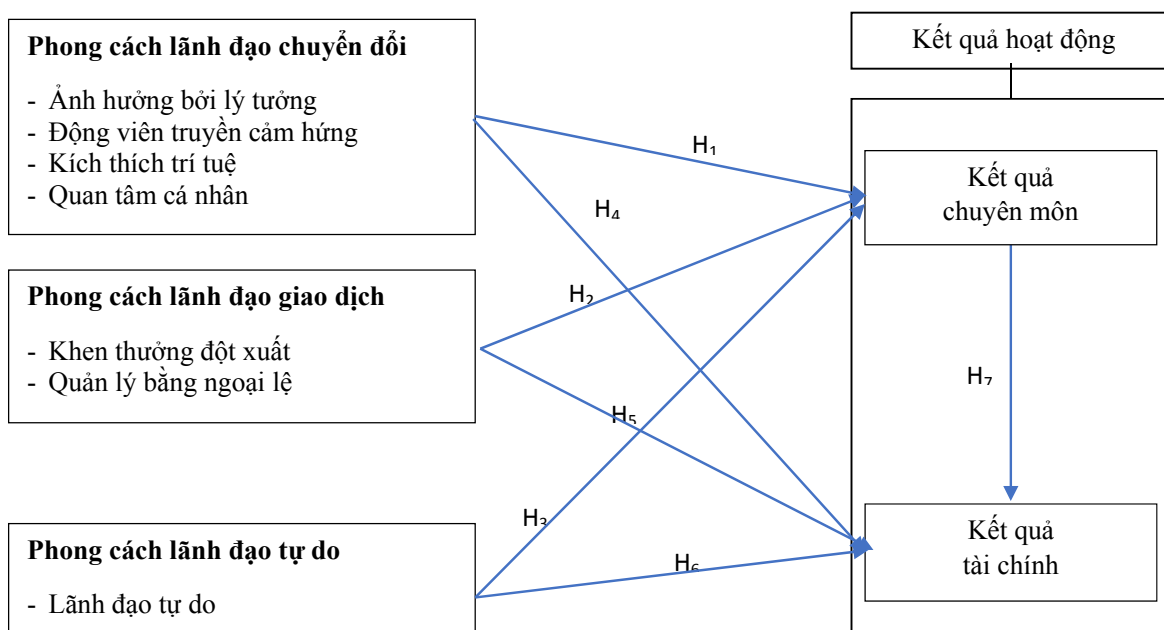 Phong cách lãnh đạo chuyển đổi
- Ảnh hưởng bởi lý tưởng
- Động viên truyền cảm hứng
- Kích thích trí tuệ
- Quan tâm cá nhân
Phong cách lãnh đạo giao dịch
- Khen thưởng đột xuất
- Quản lý bằng ngoại lệ
Phong cách lãnh đạo tự do
- Lãnh đạo tự do
H₁
H₄
H₂
H₅
H₃
H₆
Kết quả hoạt động
Kết quả
chuyên môn
H₇
Kết quả
tài chính